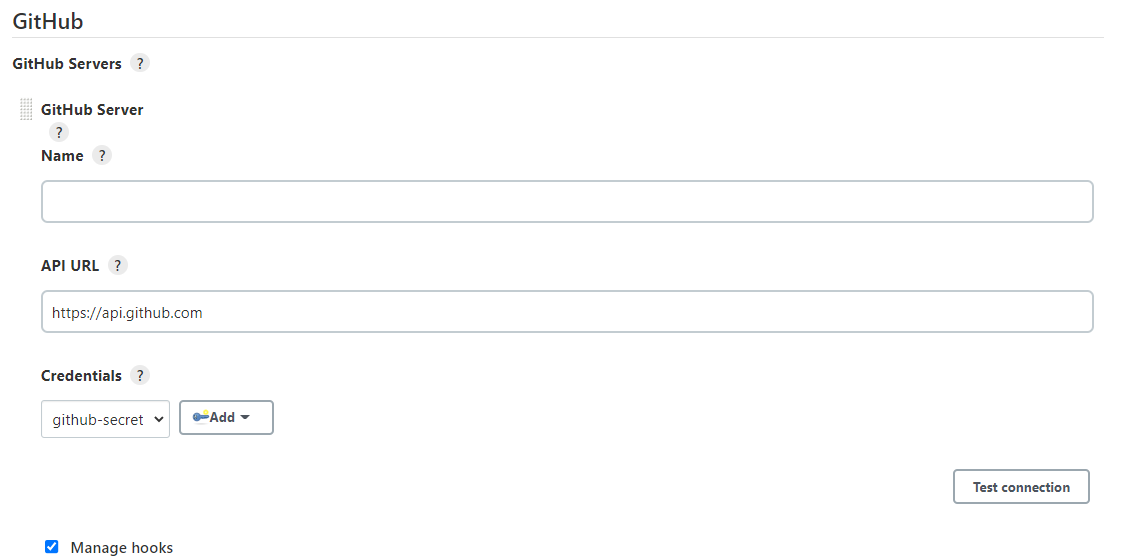 GitHub
GitHub Servers ?
GitHub Server
?
Name ?
API URL ?
https://api.github.com
Credentials ?
github-secret Add
Test connection
Manage hooks